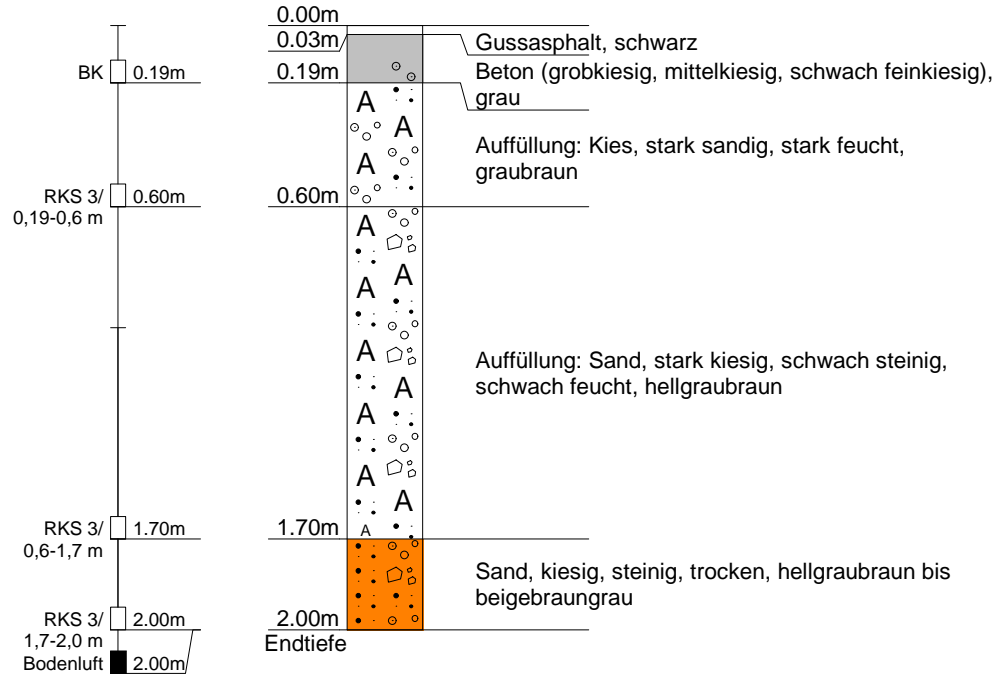 0.00m
0.03m
Gussasphalt, schwarz
BK 0.19m
0.19m
Beton (grobkiesig, mittelkiesig, schwach feinkiesig),
grau
A
A
A
Auffüllung: Kies, stark sandig, stark feucht,
graubraun
RKS 3/ 0.60m
0,19-0,6 m
0.60m
A
A
A
A
A
A
A
A
Auffüllung: Sand, stark kiesig, schwach steinig,
schwach feucht, hellgraubraun
RKS 3/ 1.70m
0,6-1,7 m
1.70m
Sand, kiesig, steinig, trocken, hellgraubraun bis
beigebraungrau
RKS 3/ 2.00m
1,7-2,0 m
2.00m
Endtiefe
Bodenluft 2.00m